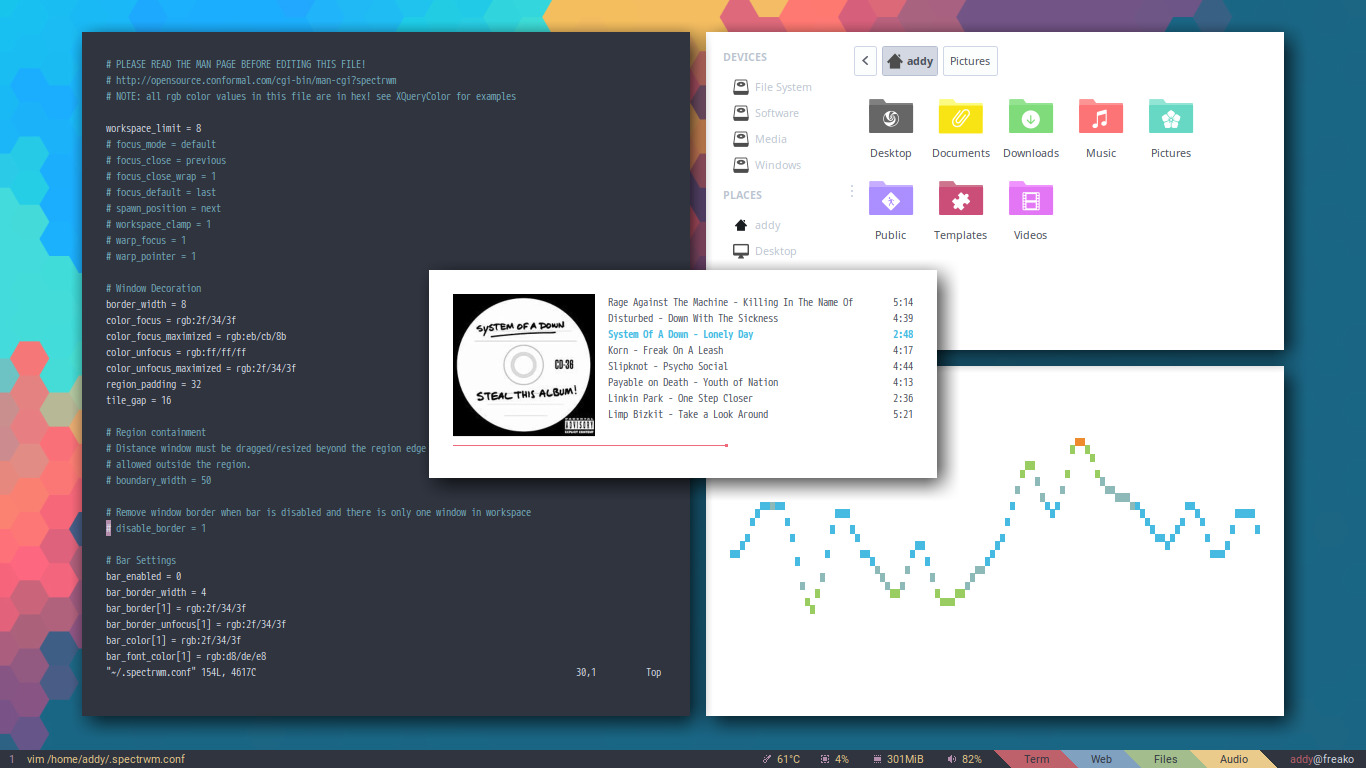 # PLEASE READ THE MAN PAGE BEFORE EDITING THIS FILE!
# http://opensource.conformal.com/cgi-bin/man-cgi?spectrwm
# NOTE: all rgb color values in this file are in hex! see XQueryColor for examples
workspace_limit = 8
# focus_mode = default
# focus_close = previous
# focus_close_wrap = 1
# focus_default = last
# spawn_position = next
# workspace_clamp = 1
# warp_focus = 1
# warp_pointer = 1
# Window Decoration
border_width = 8
color_focus = rgb:2f/34/3f
color_focus_maximized = rgb:eb/cb/8b
color_unfocus = rgb:ff/ff/ff
color_unfocus_maximized = rgb:2f/34/3f
region_padding = 32
tile_gap = 16
# Region containment
# Distance window must be dragged/resized beyond the region edge
# allowed outside the region.
# boundary_width = 50
# Remove window border when bar is disabled and there is only one window in workspace
# disable_border = 1
# Bar Settings
bar_enabled = 0
bar_border_width = 4
bar_border[1] = rgb:2f/34/3f
bar_border_unfocus[1] = rgb:2f/34/3f
bar_color[1] = rgb:2f/34/3f
bar_font_color[1] = rgb:d8/de/e8
"~/.spectrwm.conf" 154L, 4617C 30,1 Top
DEVICES
File System
Software
Media
Windows
PLACES
addy
Desktop
addy Pictures
Desktop Documents Downloads Music Pictures
Public Templates Videos
SYSTEM OF A DOWN
CD-36
STEAL THIS ALBUM!
ADVISORY
Rage Against The Machine - Killing In The Name Of 5:14
Disturbed - Down With The Sickness 4:39
System Of A Down - Lonely Day 2:48
Korn - Freak On A Leash 4:17
Slipknot - Psycho Social 4:44
Payable on Death - Youth of Nation 4:13
Linkin Park - One Step Closer 2:36
Limp Bizkit - Take a Look Around 5:21
1 vim /home/addy/.spectrwm.conf 61°C 4% 301MiB 82% Term Web Files Audio addy@freako